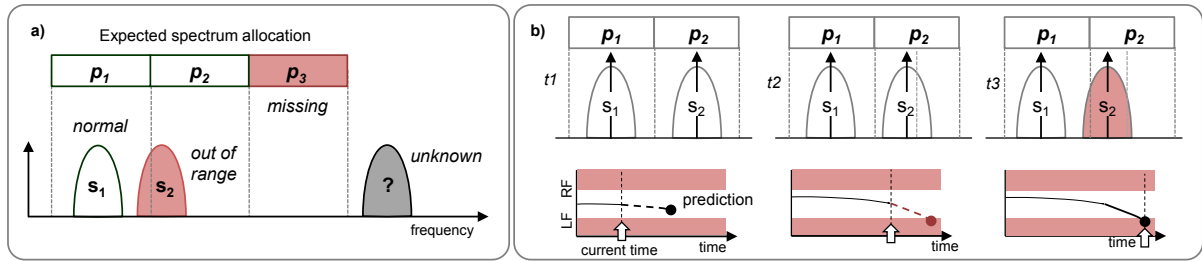 a)
Expected spectrum allocation
p1 p2 p3
missing
normal
out of
range
unknown
s1 s2 ?
frequency
b)
p1 p2 p1 p2 p1 p2
t1 t2 t3
s1 s2 s1 s2 s1 s2
RF
LF
prediction
current time time time time